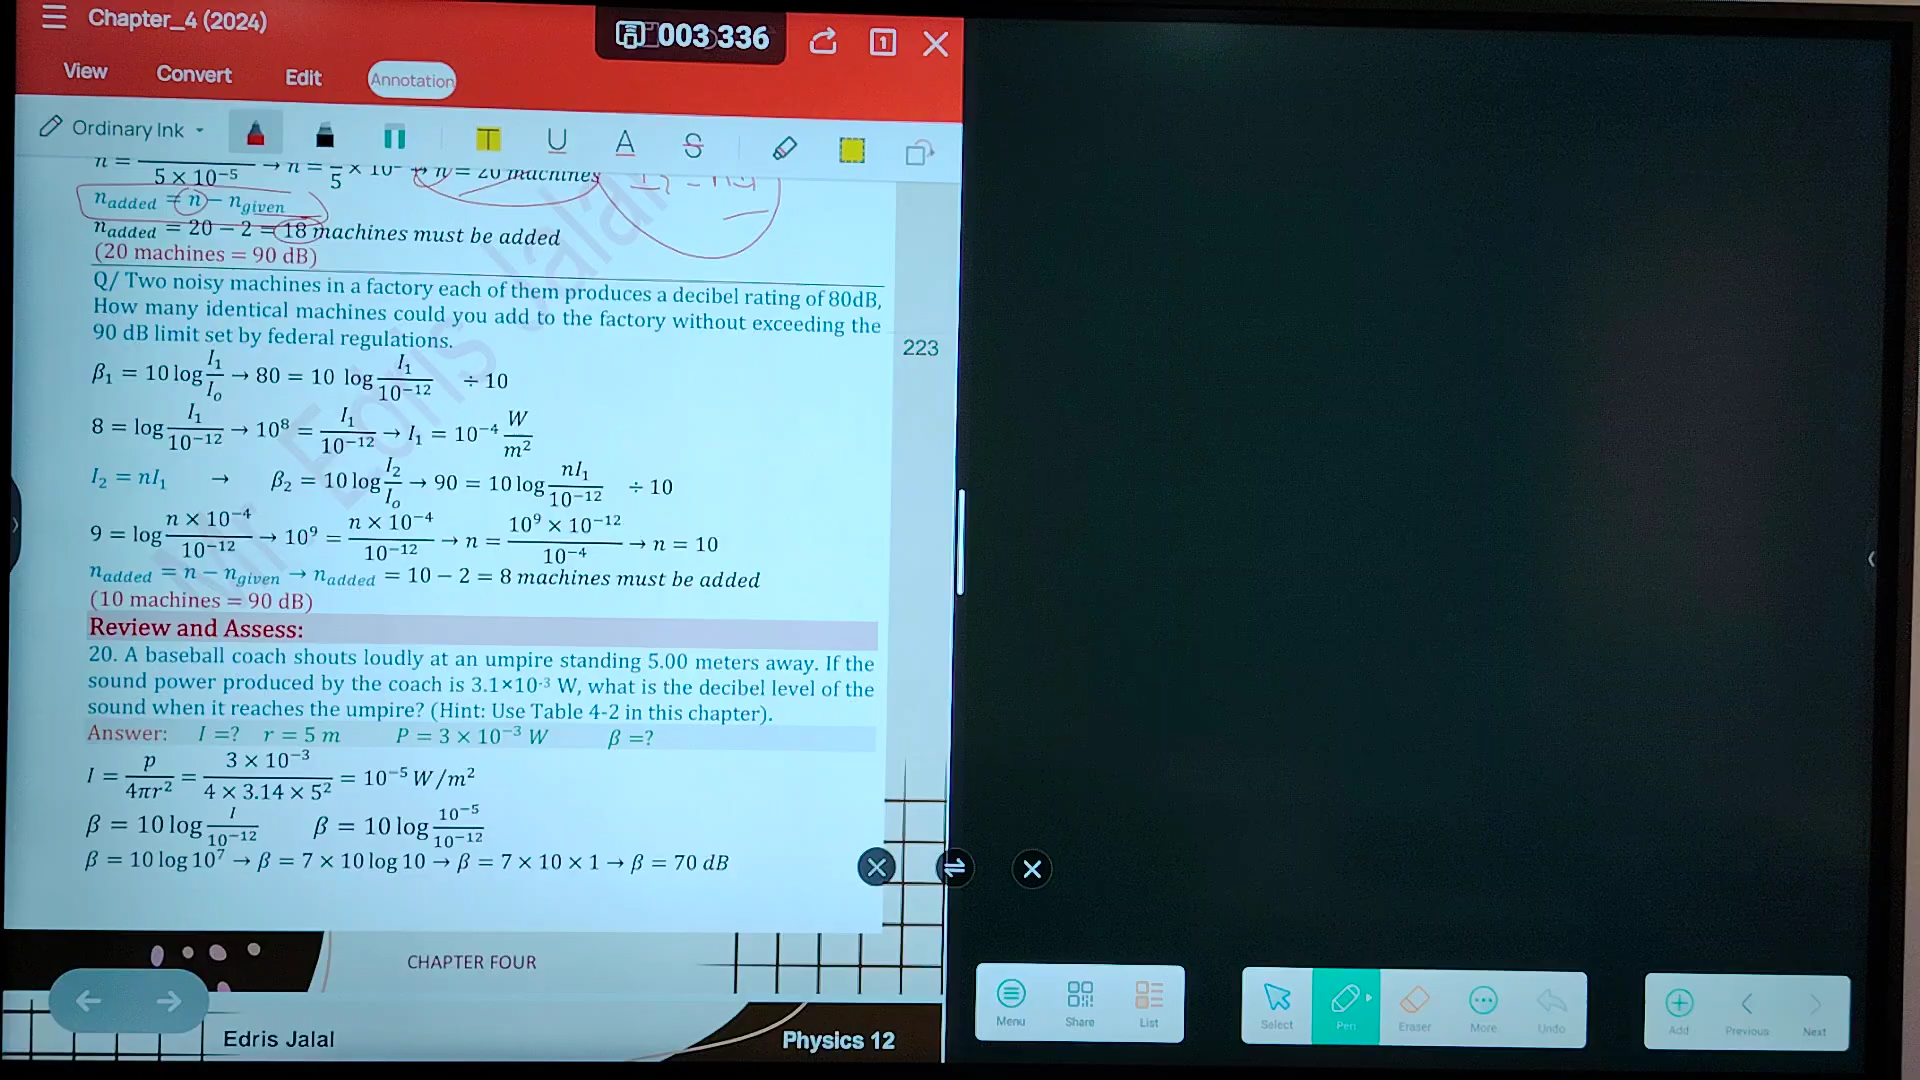 Chapter_4 (2024)
003 336
1
View Convert Edit Annotation
Ordinary Ink
T U A S
n = 5 × 10⁻⁵ → n = /5 × 10 n = 20 machines
n_added = n − n_given
n_added = 20 − 2 = 18 machines must be added
(20 machines = 90 dB)
Q/ Two noisy machines in a factory each of them produces a decibel rating of 80dB,
How many identical machines could you add to the factory without exceeding the
90 dB limit set by federal regulations.
β₁ = 10 log I₁/Iₒ → 80 = 10 log I₁/10⁻¹² ÷ 10
8 = log I₁/10⁻¹² → 10⁸ = I₁/10⁻¹² → I₁ = 10⁻⁴ W/m²
I₂ = nI₁ → β₂ = 10 log I₂/Iₒ → 90 = 10 log nI₁/10⁻¹² ÷ 10
9 = log n × 10⁻⁴/10⁻¹² → 10⁹ = n × 10⁻⁴/10⁻¹² → n = 10⁹ × 10⁻¹²/10⁻⁴ → n = 10
n_added = n − n_given → n_added = 10 − 2 = 8 machines must be added
(10 machines = 90 dB)
Review and Assess:
20. A baseball coach shouts loudly at an umpire standing 5.00 meters away. If the
sound power produced by the coach is 3.1×10⁻³ W, what is the decibel level of the
sound when it reaches the umpire? (Hint: Use Table 4-2 in this chapter).
Answer: I =? r = 5 m P = 3 × 10⁻³ W β =?
I = p/4πr² = 3 × 10⁻³/4 × 3.14 × 5² = 10⁻⁵ W/m²
β = 10 log I/10⁻¹² β = 10 log 10⁻⁵/10⁻¹²
β = 10 log 10⁷ → β = 7 × 10 log 10 → β = 7 × 10 × 1 → β = 70 dB
223
Mr. Edris Jalal
CHAPTER FOUR
Edris Jalal
Physics 12
Menu Share List
Select Pen Eraser More Undo
Add Previous Next